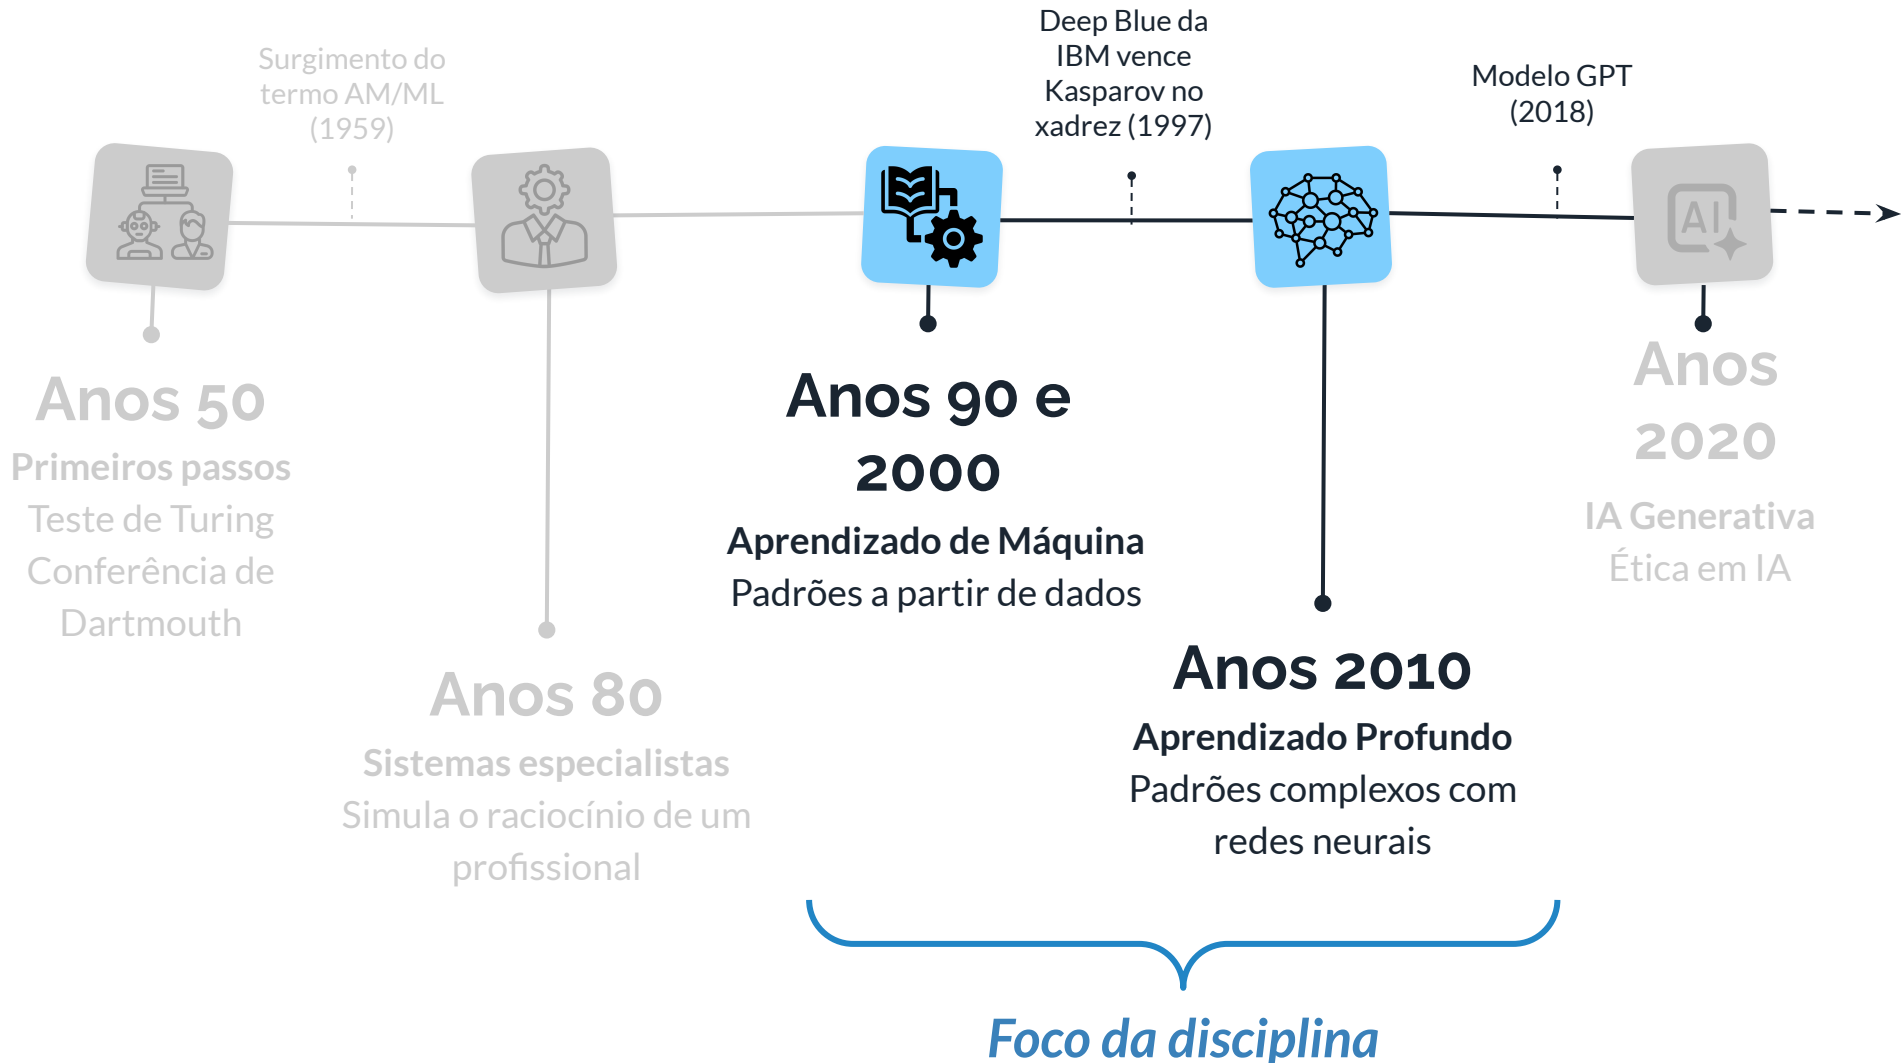 Surgimento do
termo AM/ML
(1959)
Deep Blue da
IBM vence
Kasparov no
xadrez (1997)
Modelo GPT
(2018)
AI
Anos 50
Primeiros passos
Teste de Turing
Conferência de
Dartmouth
Anos 80
Sistemas especialistas
Simula o raciocínio de um
profissional
Anos 90 e
2000
Aprendizado de Máquina
Padrões a partir de dados
Anos 2010
Aprendizado Profundo
Padrões complexos com
redes neurais
Anos
2020
IA Generativa
Ética em IA
Foco da disciplina